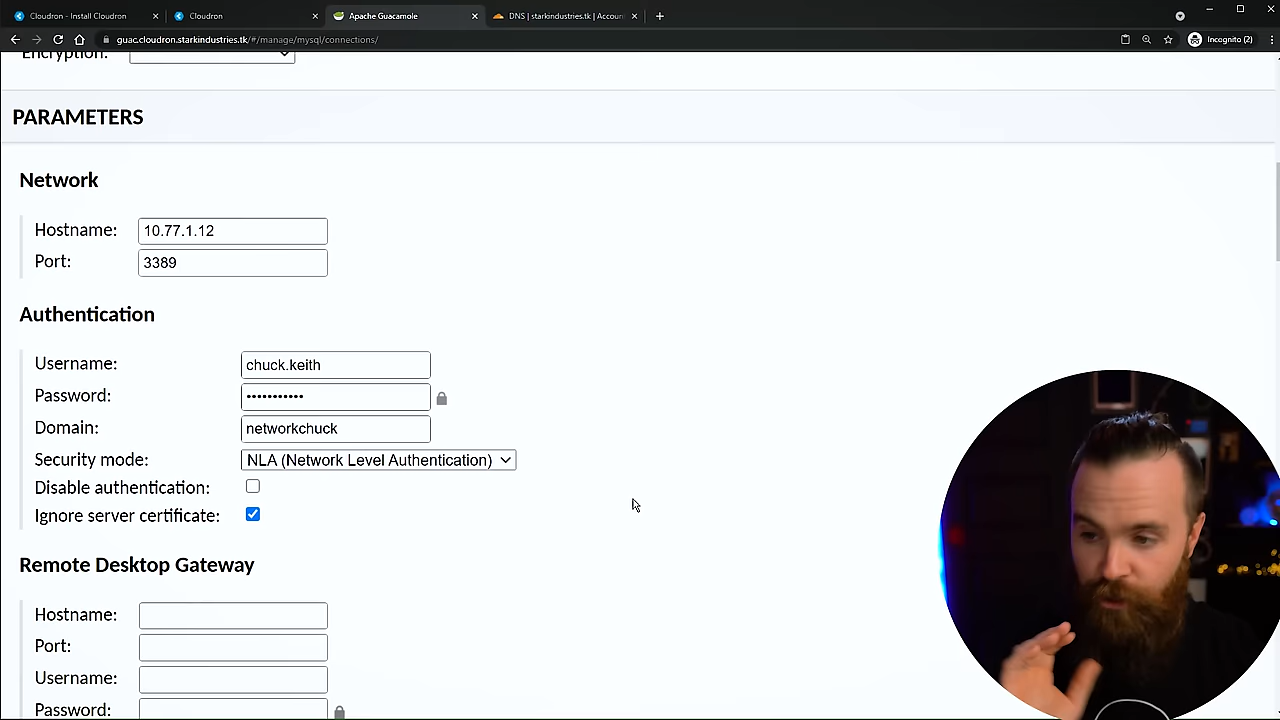 Cloudron - Install Cloudron
Cloudron
Apache Guacamole
DNS | starkindustries.tk | Account
guac.cloudron.starkindustries.tk/#/manage/mysql/connections/
Incognito (2)
Encryption:
PARAMETERS
Network
Hostname: 10.77.1.12
Port: 3389
Authentication
Username: chuck.keith
Password: •••••••••••
Domain: networkchuck
Security mode: NLA (Network Level Authentication)
Disable authentication:
Ignore server certificate:
Remote Desktop Gateway
Hostname:
Port:
Username:
Password: